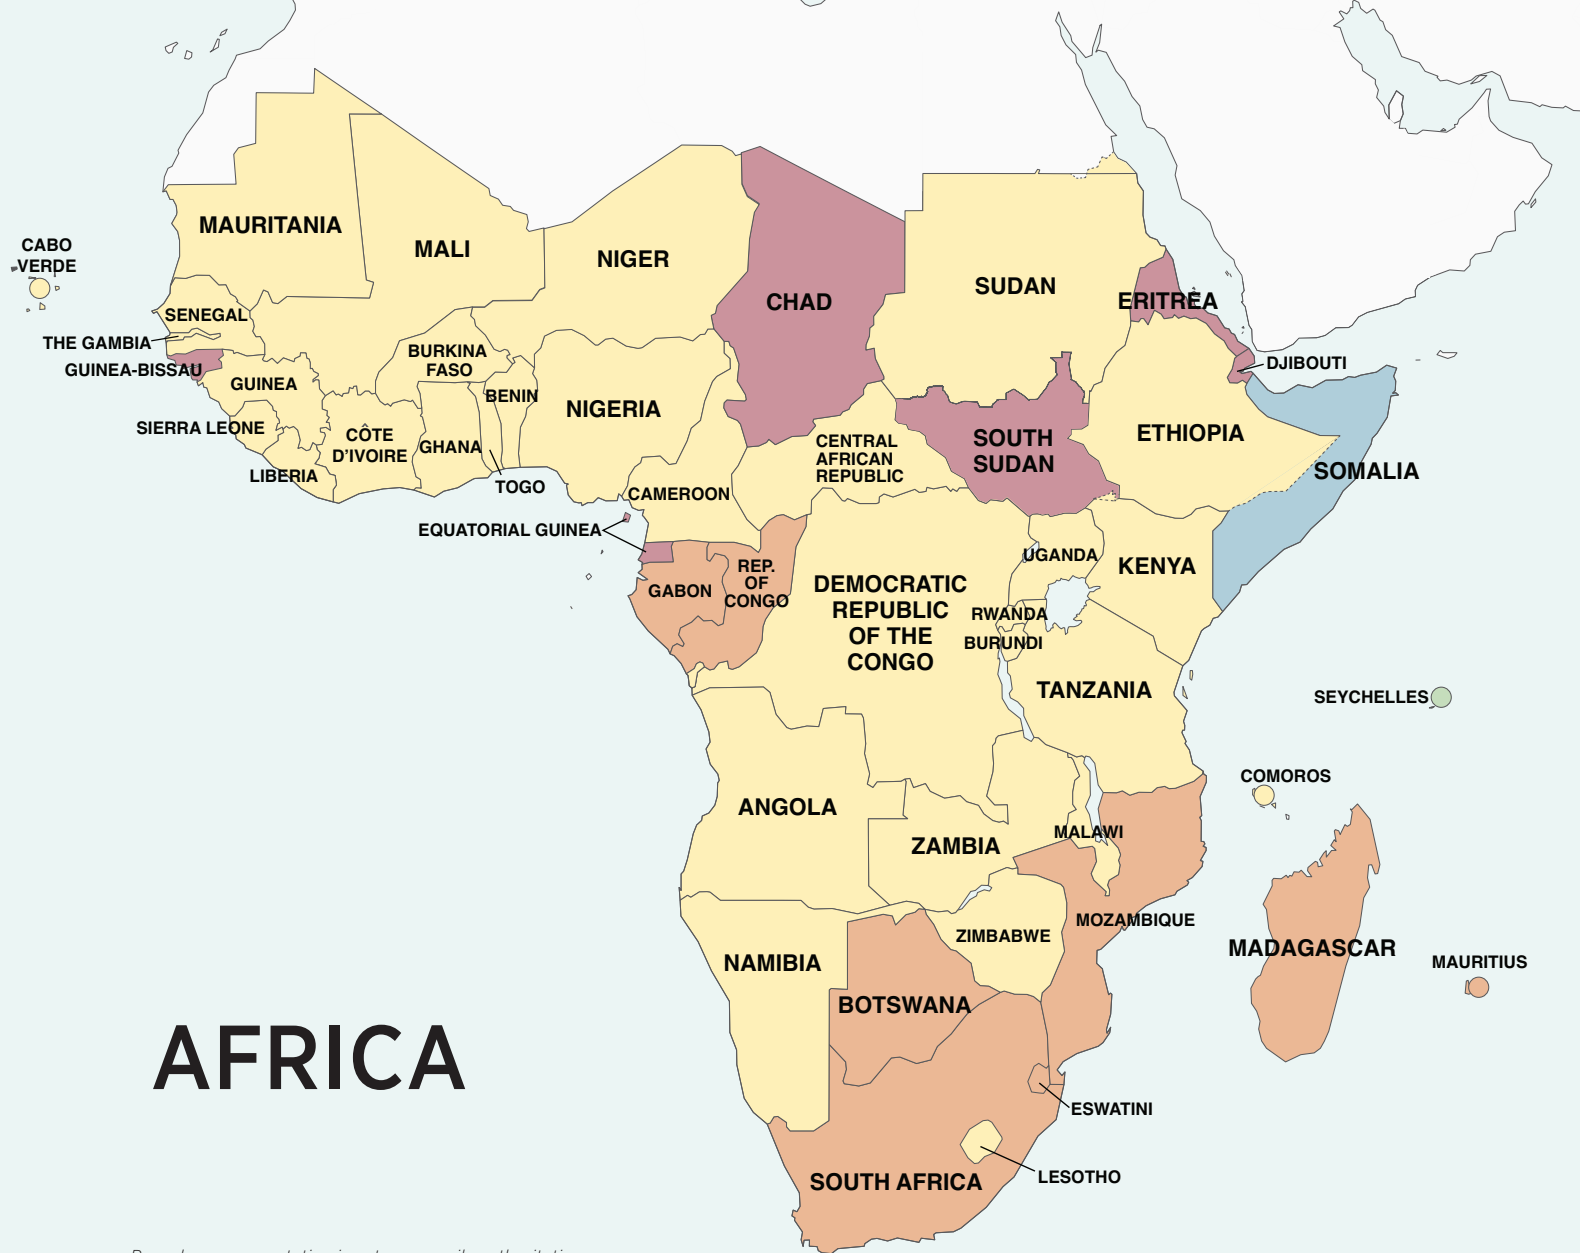 MAURITANIA
MALI
NIGER
CHAD
SUDAN
ERITREA
CABO
VERDE
SENEGAL
THE GAMBIA
GUINEA-BISSAU
GUINEA
BURKINA
FASO
BENIN
NIGERIA
DJIBOUTI
SIERRA LEONE
CÔTE
D'IVOIRE
GHANA
LIBERIA
TOGO
CENTRAL
AFRICAN
REPUBLIC
SOUTH
SUDAN
ETHIOPIA
SOMALIA
CAMEROON
EQUATORIAL GUINEA
GABON
REP.
OF
CONGO
DEMOCRATIC
REPUBLIC
OF THE
CONGO
UGANDA
KENYA
RWANDA
BURUNDI
TANZANIA
SEYCHELLES
COMOROS
ANGOLA
ZAMBIA
MALAWI
MOZAMBIQUE
ZIMBABWE
NAMIBIA
BOTSWANA
MADAGASCAR
MAURITIUS
AFRICA
ESWATINI
LESOTHO
SOUTH AFRICA